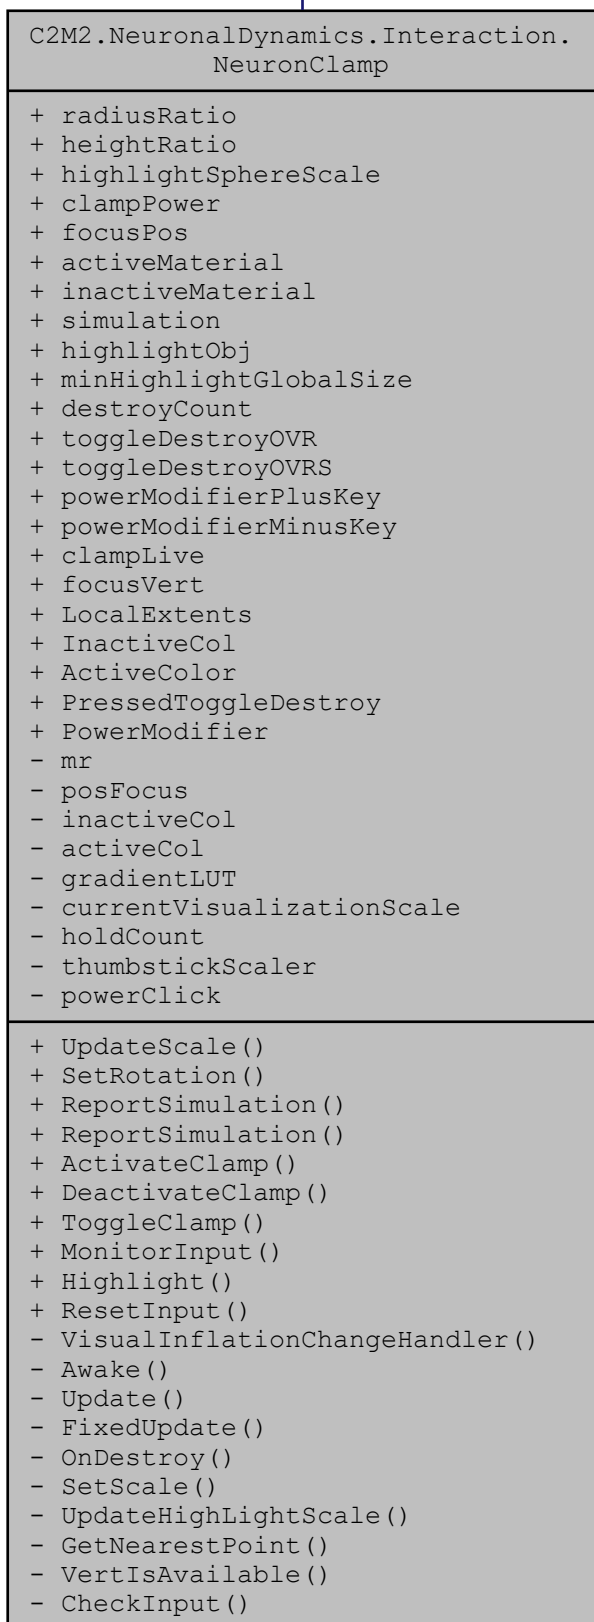 C2M2.NeuronalDynamics.Interaction.
NeuronClamp
+ radiusRatio
+ heightRatio
+ highlightSphereScale
+ clampPower
+ focusPos
+ activeMaterial
+ inactiveMaterial
+ simulation
+ highlightObj
+ minHighlightGlobalSize
+ destroyCount
+ toggleDestroyOVR
+ toggleDestroyOVRS
+ powerModifierPlusKey
+ powerModifierMinusKey
+ clampLive
+ focusVert
+ LocalExtents
+ InactiveCol
+ ActiveColor
+ PressedToggleDestroy
+ PowerModifier
- mr
- posFocus
- inactiveCol
- activeCol
- gradientLUT
- currentVisualizationScale
- holdCount
- thumbstickScaler
- powerClick
+ UpdateScale()
+ SetRotation()
+ ReportSimulation()
+ ReportSimulation()
+ ActivateClamp()
+ DeactivateClamp()
+ ToggleClamp()
+ MonitorInput()
+ Highlight()
+ ResetInput()
- VisualInflationChangeHandler()
- Awake()
- Update()
- FixedUpdate()
- OnDestroy()
- SetScale()
- UpdateHighLightScale()
- GetNearestPoint()
- VertIsAvailable()
- CheckInput()